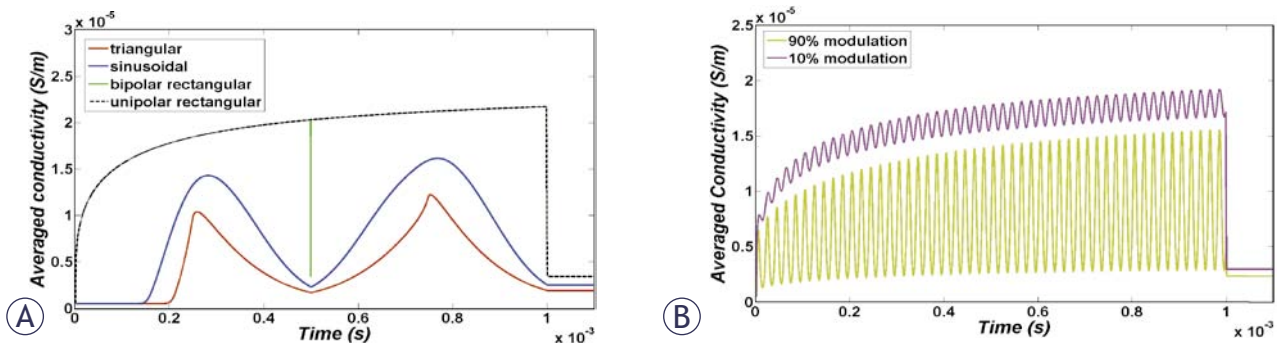 x 10⁻⁵
3
2.5
2
1.5
1
0.5
0
Averaged conductivity (S/m)
triangular
sinusoidal
bipolar rectangular
unipolar rectangular
0 0.2 0.4 0.6 0.8 1
Time (s)
x 10⁻³
A
x 10⁻⁵
2.5
2
1.5
1
0.5
0
Averaged Conductivity (S/m)
90% modulation
10% modulation
0 0.2 0.4 0.6 0.8 1
Time (s)
x 10⁻³
B